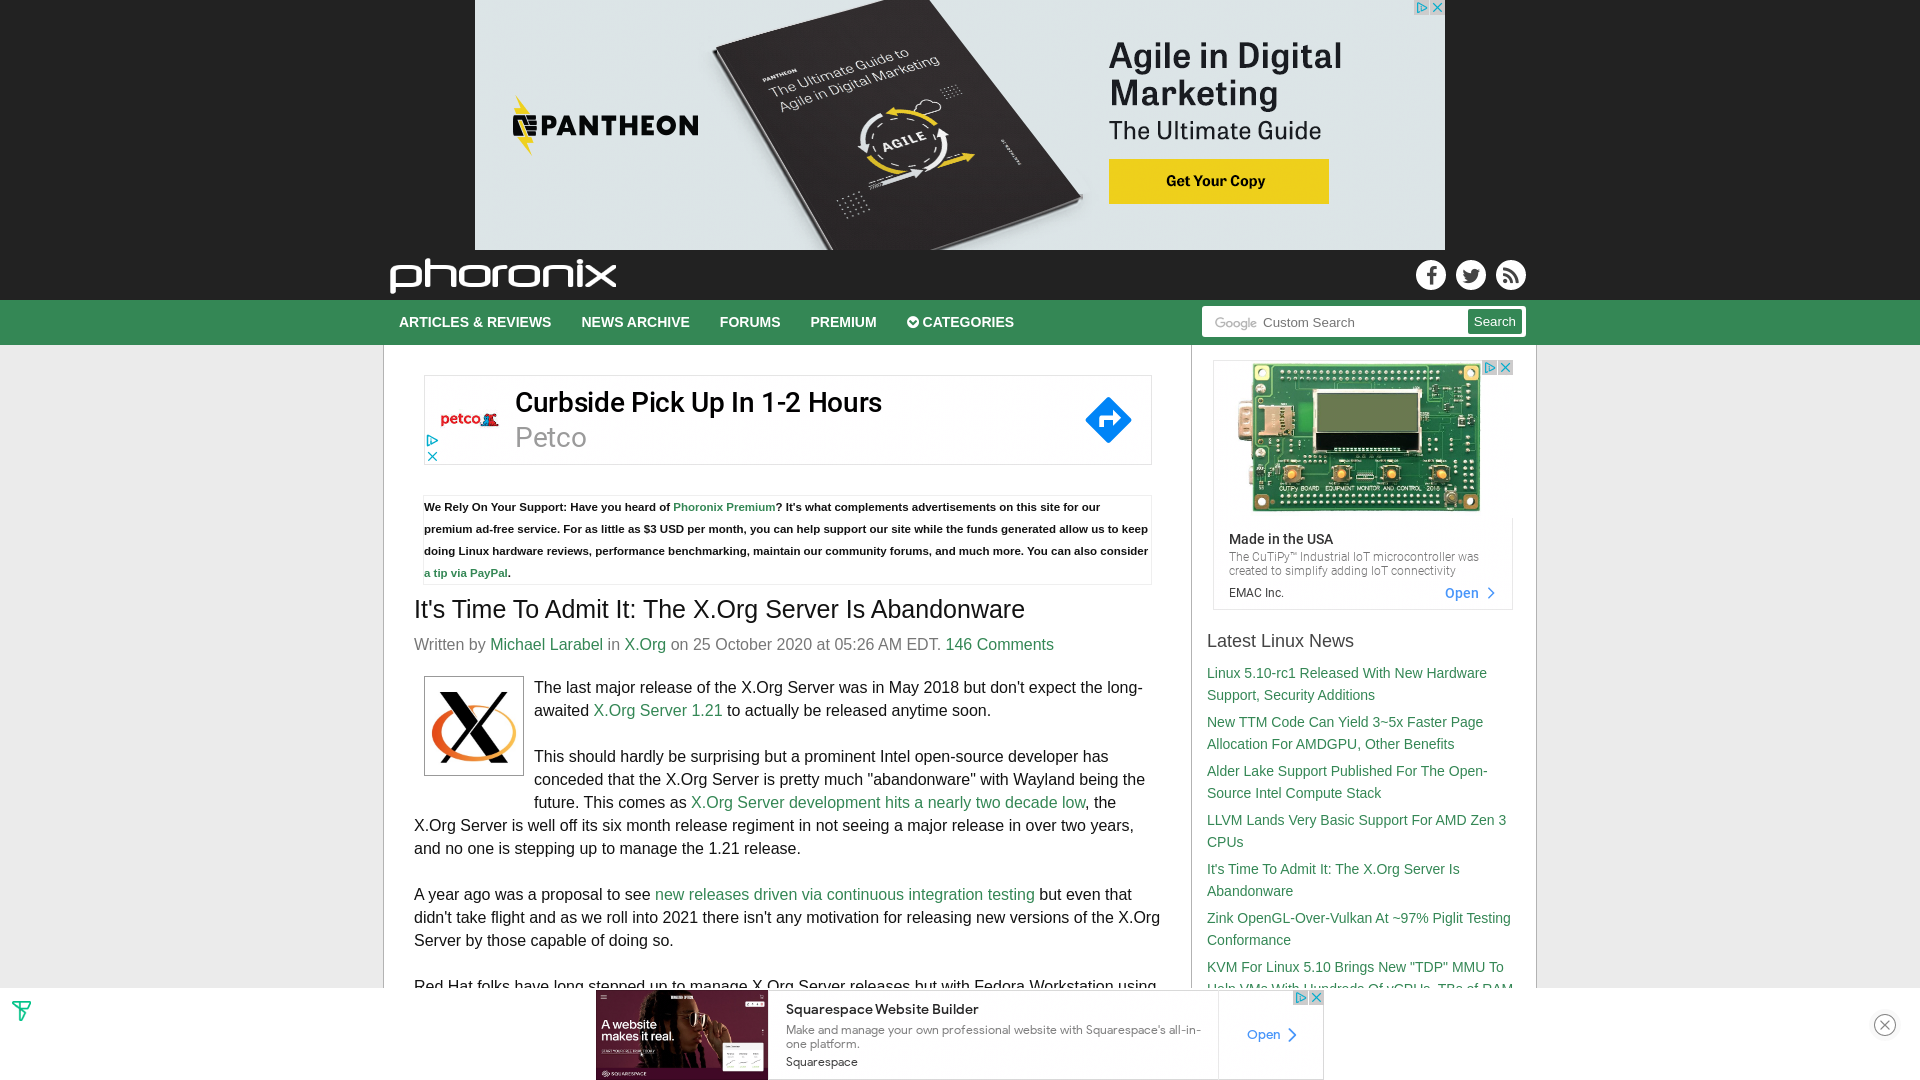 PANTHEON
PANTHEON
The Ultimate Guide to
Agile in Digital Marketing
AGILE
Agile in Digital
Marketing
The Ultimate Guide
Get Your Copy
phoronix
ARTICLES & REVIEWS NEWS ARCHIVE FORUMS PREMIUM CATEGORIES
Google Custom Search Search
petco
Curbside Pick Up In 1-2 Hours
Petco
We Rely On Your Support: Have you heard of Phoronix Premium? It's what complements advertisements on this site for our
premium ad-free service. For as little as $3 USD per month, you can help support our site while the funds generated allow us to keep
doing Linux hardware reviews, performance benchmarking, maintain our community forums, and much more. You can also consider
a tip via PayPal.
It's Time To Admit It: The X.Org Server Is Abandonware
Written by Michael Larabel in X.Org on 25 October 2020 at 05:26 AM EDT. 146 Comments
The last major release of the X.Org Server was in May 2018 but don't expect the long-
awaited X.Org Server 1.21 to actually be released anytime soon.
This should hardly be surprising but a prominent Intel open-source developer has
conceded that the X.Org Server is pretty much "abandonware" with Wayland being the
future. This comes as X.Org Server development hits a nearly two decade low, the
X.Org Server is well off its six month release regiment in not seeing a major release in over two years,
and no one is stepping up to manage the 1.21 release.
A year ago was a proposal to see new releases driven via continuous integration testing but even that
didn't take flight and as we roll into 2021 there isn't any motivation for releasing new versions of the X.Org
Server by those capable of doing so.
Red Hat folks have long stepped up to manage X.Org Server releases but with Fedora Workstation using
CUTIPy BOARD EQUIPMENT MONITOR AND CONTROL 2018
Made in the USA
The CuTiPy™ Industrial IoT microcontroller was
created to simplify adding IoT connectivity
EMAC Inc.
Open
Latest Linux News
Linux 5.10-rc1 Released With New Hardware
Support, Security Additions
New TTM Code Can Yield 3~5x Faster Page
Allocation For AMDGPU, Other Benefits
Alder Lake Support Published For The Open-
Source Intel Compute Stack
LLVM Lands Very Basic Support For AMD Zen 3
CPUs
It's Time To Admit It: The X.Org Server Is
Abandonware
Zink OpenGL-Over-Vulkan At ~97% Piglit Testing
Conformance
KVM For Linux 5.10 Brings New "TDP" MMU To
Help VMs With Hundreds Of vCPUs, TBs of RAM
A website
makes it real.
SQUARESPACE
Squarespace Website Builder
Make and manage your own professional website with Squarespace's all-in-
one platform.
Squarespace
Open